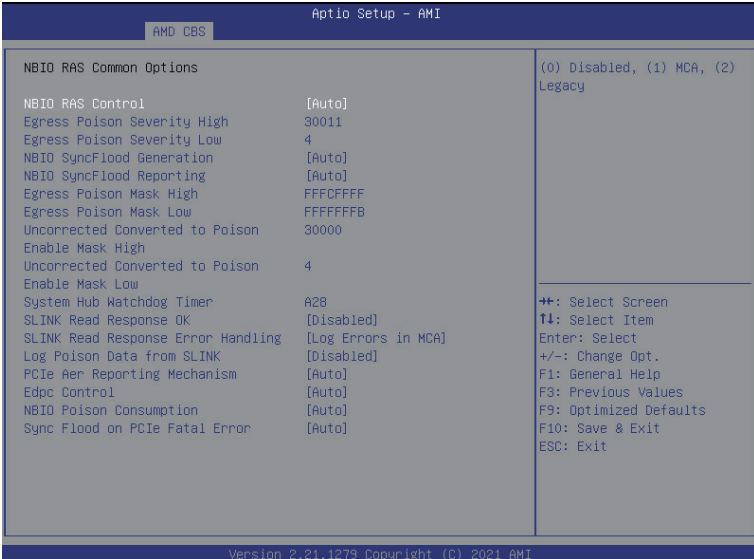 Aptio Setup – AMI
AMD CBS
NBIO RAS Common Options
NBIO RAS Control [Auto]
Egress Poison Severity High 30011
Egress Poison Severity Low 4
NBIO SyncFlood Generation [Auto]
NBIO SyncFlood Reporting [Auto]
Egress Poison Mask High FFFCFFFF
Egress Poison Mask Low FFFFFFFB
Uncorrected Converted to Poison 30000
Enable Mask High
Uncorrected Converted to Poison 4
Enable Mask Low
System Hub Watchdog Timer A28
SLINK Read Response OK [Disabled]
SLINK Read Response Error Handling [Log Errors in MCA]
Log Poison Data from SLINK [Disabled]
PCIe Aer Reporting Mechanism [Auto]
Edpc Control [Auto]
NBIO Poison Consumption [Auto]
Sync Flood on PCIe Fatal Error [Auto]
(0) Disabled, (1) MCA, (2)
Legacy
→←: Select Screen
↑↓: Select Item
Enter: Select
+/-: Change Opt.
F1: General Help
F3: Previous Values
F9: Optimized Defaults
F10: Save & Exit
ESC: Exit
Version 2.21.1279 Copyright (C) 2021 AMI